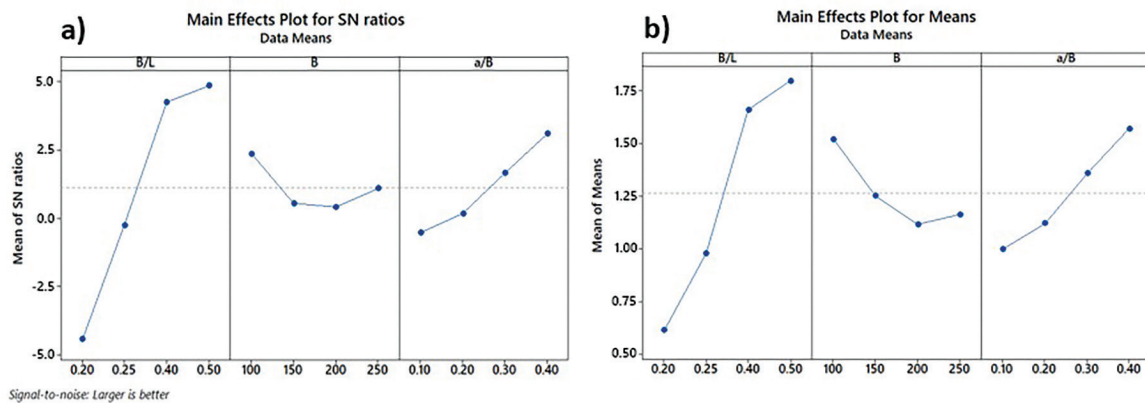 a)
Main Effects Plot for SN ratios
Data Means
B/L B a/B
Mean of SN ratios
5.0
2.5
0.0
-2.5
-5.0
0.20 0.25 0.40 0.50 100 150 200 250 0.10 0.20 0.30 0.40
Signal-to-noise: Larger is better
b)
Main Effects Plot for Means
Data Means
B/L B a/B
Mean of Means
1.75
1.50
1.25
1.00
0.75
0.50
0.20 0.25 0.40 0.50 100 150 200 250 0.10 0.20 0.30 0.40